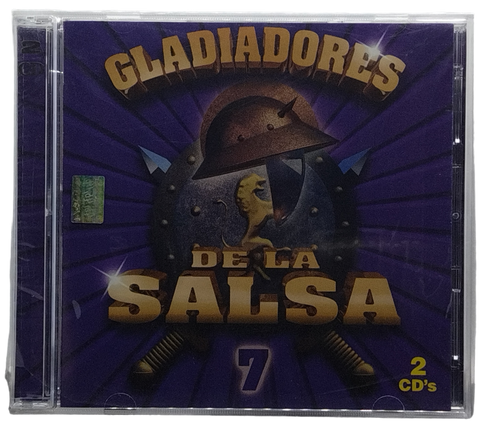 GLADIADORES
DE LA
SALSA
7
2
CD's